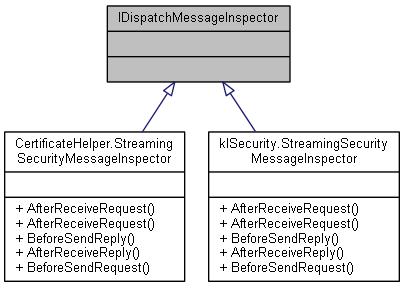 IDispatchMessageInspector
CertificateHelper.Streaming
SecurityMessageInspector
+ AfterReceiveRequest()
+ AfterReceiveRequest()
+ BeforeSendReply()
+ AfterReceiveReply()
+ BeforeSendRequest()
klSecurity.StreamingSecurity
MessageInspector
+ AfterReceiveRequest()
+ AfterReceiveRequest()
+ BeforeSendReply()
+ AfterReceiveReply()
+ BeforeSendRequest()